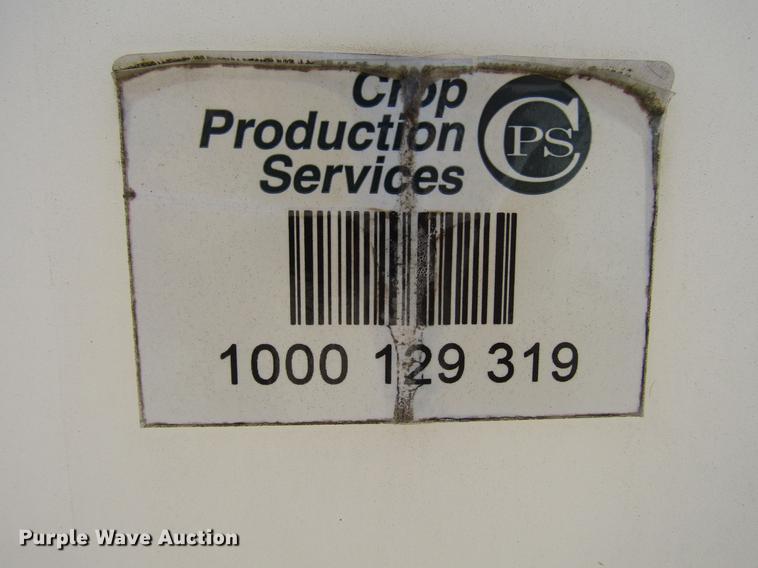 Crop
Production
Services
CPS
1000 129 319
Purple Wave Auction